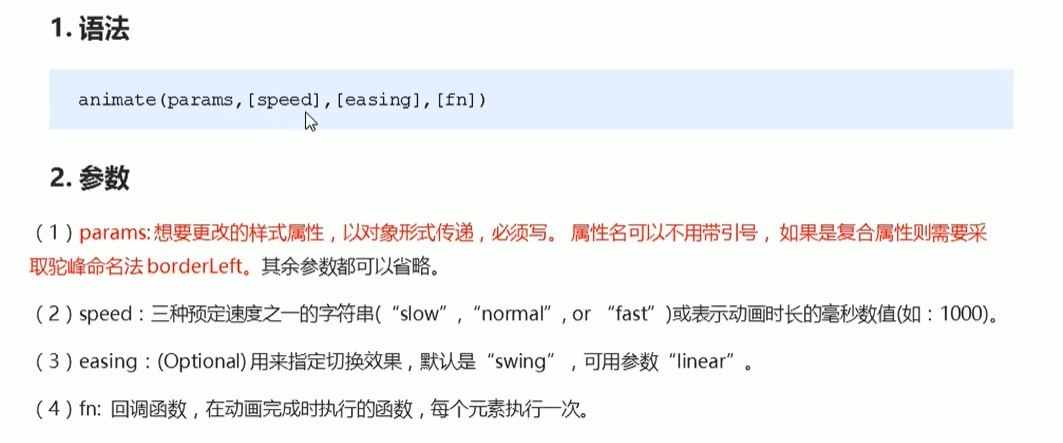 1. 语法
animate(params,[speed],[easing],[fn])
2. 参数
（1）params: 想要更改的样式属性，以对象形式传递，必须写。 属性名可以不用带引号， 如果是复合属性则需要采
取驼峰命名法 borderLeft。其余参数都可以省略。
（2）speed：三种预定速度之一的字符串(“slow”,“normal”, or “fast”)或表示动画时长的毫秒数值(如：1000)。
（3）easing：(Optional) 用来指定切换效果，默认是“swing”，可用参数“linear”。
（4）fn: 回调函数，在动画完成时执行的函数，每个元素执行一次。